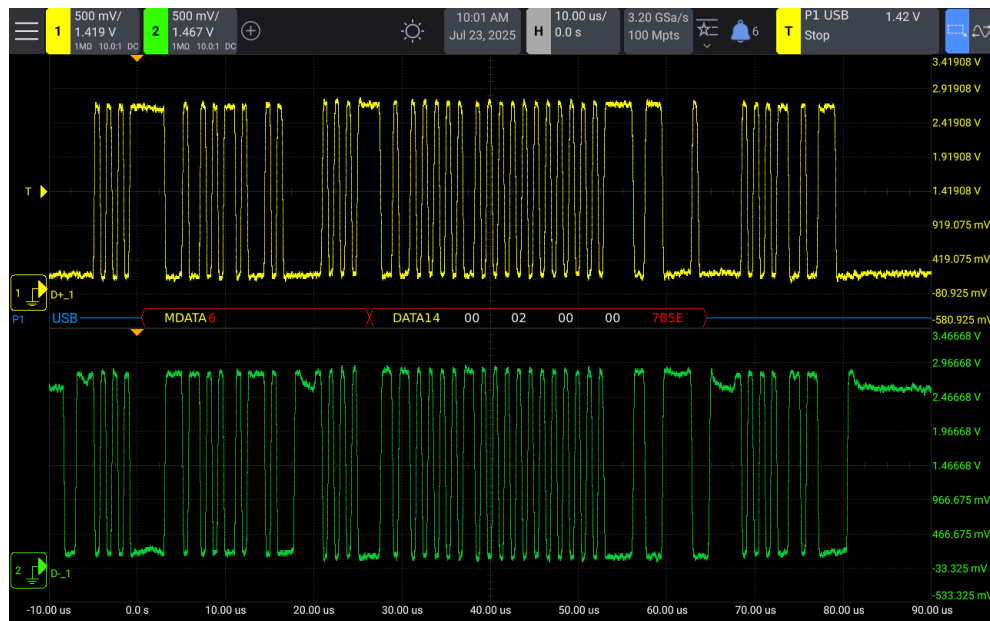 1
500 mV/
1.419 V
1MΩ 10.0:1 DC
2
500 mV/
1.467 V
1MΩ 10.0:1 DC
10:01 AM
Jul 23, 2025
H
10.00 us/
0.0 s
3.20 GSa/s
100 Mpts
6
T
P1 USB 1.42 V
Stop
3.41908 V
2.91908 V
2.41908 V
1.91908 V
T
1.41908 V
919.075 mV
419.075 mV
1
D+_1
-80.925 mV
P1
USB
MDATA6
DATA14 00 02 00 00 7B5E
-580.925 mV
3.46668 V
2.96668 V
2.46668 V
1.96668 V
1.46668 V
966.675 mV
466.675 mV
2
D-_1
-33.325 mV
-533.325 mV
-10.00 us 0.0 s 10.00 us 20.00 us 30.00 us 40.00 us 50.00 us 60.00 us 70.00 us 80.00 us 90.00 us